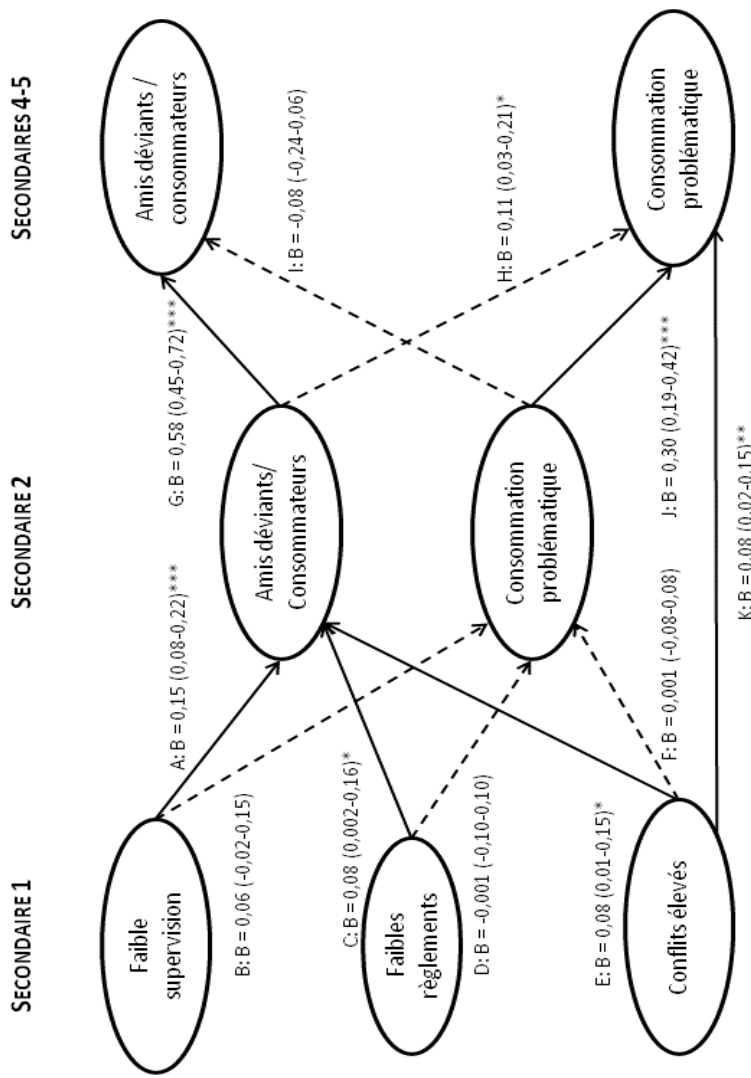 SECONDAIRE 1
SECONDAIRE 2
SECONDAIRES 4-5
Faible
supervision
Faibles
règlements
Conflits élevés
A: B = 0,15 (0,08-0,22)***
B: B = 0,06 (-0,02-0,15)
C: B = 0,08 (0,002-0,16)*
D: B = -0,001 (-0,10-0,10)
E: B = 0,08 (0,01-0,15)*
F: B = 0,001 (-0,08-0,08)
Amis déviants/
Consommateurs
Consommation
problématique
G: B = 0,58 (0,45-0,72)***
I: B = -0,08 (-0,24-0,06)
H: B = 0,11 (0,03-0,21)*
J: B = 0,30 (0,19-0,42)***
K: B = 0,08 (0,02-0,15)**
Amis déviants /
consommateurs
Consommation
problématique